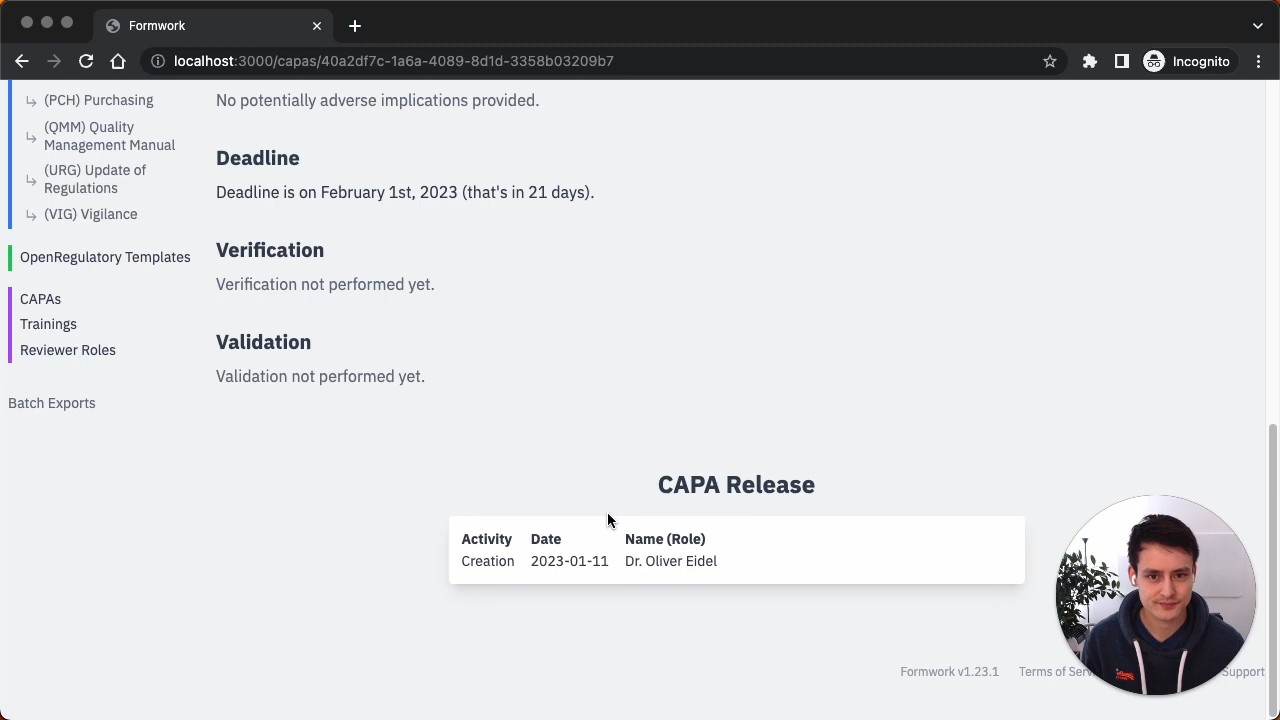 Formwork
localhost:3000/capas/40a2df7c-1a6a-4089-8d1d-3358b03209b7
Incognito
(PCH) Purchasing
(QMM) Quality
Management Manual
(URG) Update of
Regulations
(VIG) Vigilance
OpenRegulatory Templates
CAPAs
Trainings
Reviewer Roles
Batch Exports
No potentially adverse implications provided.
Deadline
Deadline is on February 1st, 2023 (that's in 21 days).
Verification
Verification not performed yet.
Validation
Validation not performed yet.
CAPA Release
Activity Date Name (Role)
Creation 2023-01-11 Dr. Oliver Eidel
Formwork v1.23.1 Terms of Support